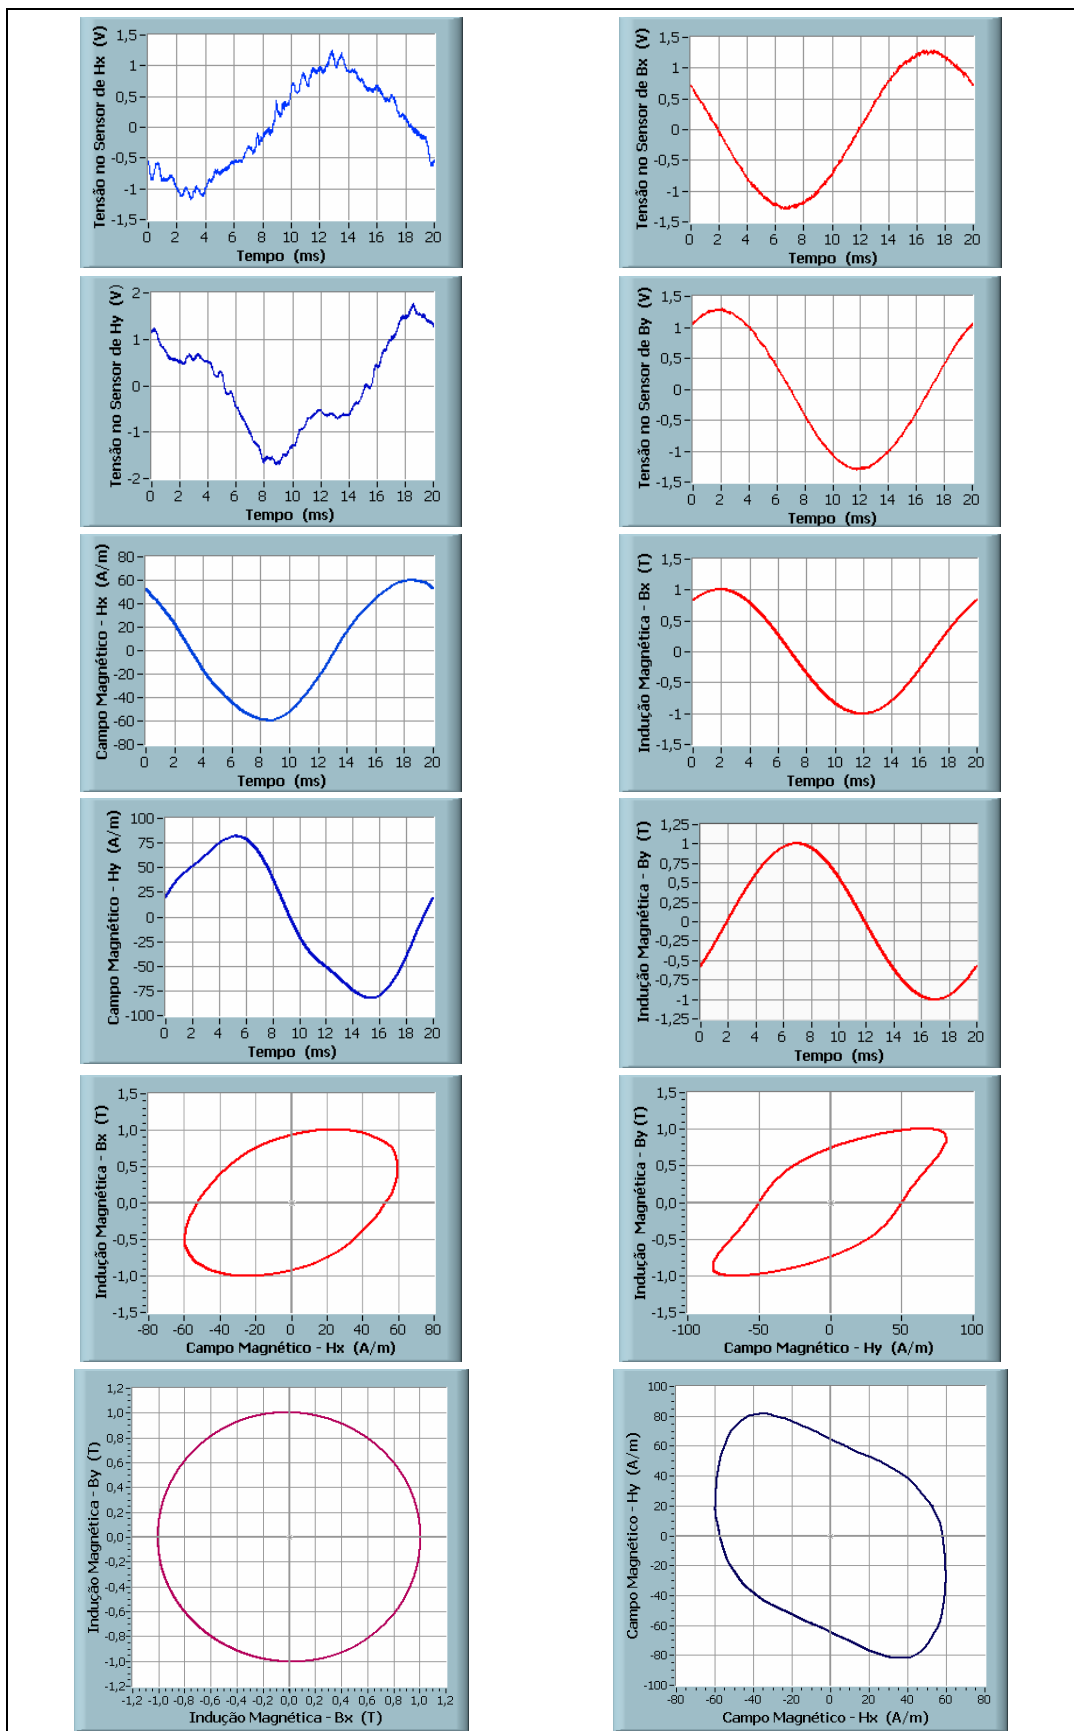 Tensão no Sensor de Hx (V)
1,5
1
0,5
0
-0,5
-1
-1,5
0 2 4 6 8 10 12 14 16 18 20
Tempo (ms)
Tensão no Sensor de Bx (V)
1,5
1
0,5
0
-0,5
-1
-1,5
0 2 4 6 8 10 12 14 16 18 20
Tempo (ms)
Tensão no Sensor de Hy (V)
2
1
0
-1
-2
0 2 4 6 8 10 12 14 16 18 20
Tempo (ms)
Tensão no Sensor de By (V)
1,5
1
0,5
0
-0,5
-1
-1,5
0 2 4 6 8 10 12 14 16 18 20
Tempo (ms)
Campo Magnético - Hx (A/m)
80
60
40
20
0
-20
-40
-60
-80
0 2 4 6 8 10 12 14 16 18 20
Tempo (ms)
Indução Magnética - Bx (T)
1,5
1
0,5
0
-0,5
-1
-1,5
0 2 4 6 8 10 12 14 16 18 20
Tempo (ms)
Campo Magnético - Hy (A/m)
100
75
50
25
0
-25
-50
-75
-100
0 2 4 6 8 10 12 14 16 18 20
Tempo (ms)
Indução Magnética - By (T)
1,25
1
0,75
0,5
0,25
0
-0,25
-0,5
-0,75
-1
-1,25
0 2 4 6 8 10 12 14 16 18 20
Tempo (ms)
Indução Magnética - Bx (T)
1,5
1,0
0,5
0,0
-0,5
-1,0
-1,5
-80 -60 -40 -20 0 20 40 60 80
Campo Magnético - Hx (A/m)
Indução Magnética - By (T)
1,5
1,0
0,5
0,0
-0,5
-1,0
-1,5
-100 -50 0 50 100
Campo Magnético - Hy (A/m)
Indução Magnética - By (T)
1,2
1,0
0,8
0,6
0,4
0,2
0,0
-0,2
-0,4
-0,6
-0,8
-1,0
-1,2
-1,2 -1,0 -0,8 -0,6 -0,4 -0,2 0,0 0,2 0,4 0,6 0,8 1,0 1,2
Indução Magnética - Bx (T)
Campo Magnético - Hy (A/m)
100
80
60
40
20
0
-20
-40
-60
-80
-100
-80 -60 -40 -20 0 20 40 60 80
Campo Magnético - Hx (A/m)